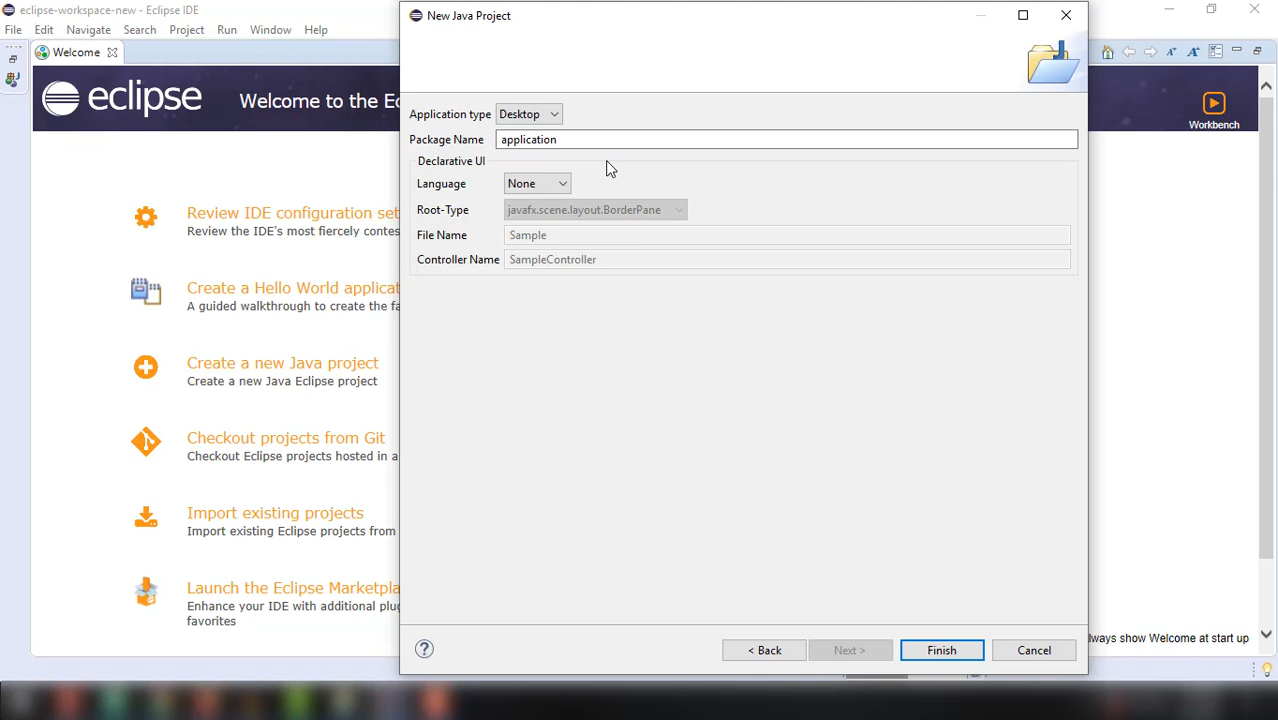 eclipse-workspace-new - Eclipse IDE
File Edit Navigate Search Project Run Window Help
Welcome
eclipse
Welcome to the Ec
Workbench
Review IDE configuration set
Review the IDE's most fiercely contes
Create a Hello World applicat
A guided walkthrough to create the fa
Create a new Java project
Create a new Java Eclipse project
Checkout projects from Git
Checkout Eclipse projects hosted in a
Import existing projects
Import existing Eclipse projects from
Launch the Eclipse Marketpla
Enhance your IDE with additional plug
favorites
lways show Welcome at start up
New Java Project
Application type Desktop
Package Name application
Declarative UI
Language None
Root-Type javafx.scene.layout.BorderPane
File Name Sample
Controller Name SampleController
? < Back Next > Finish Cancel